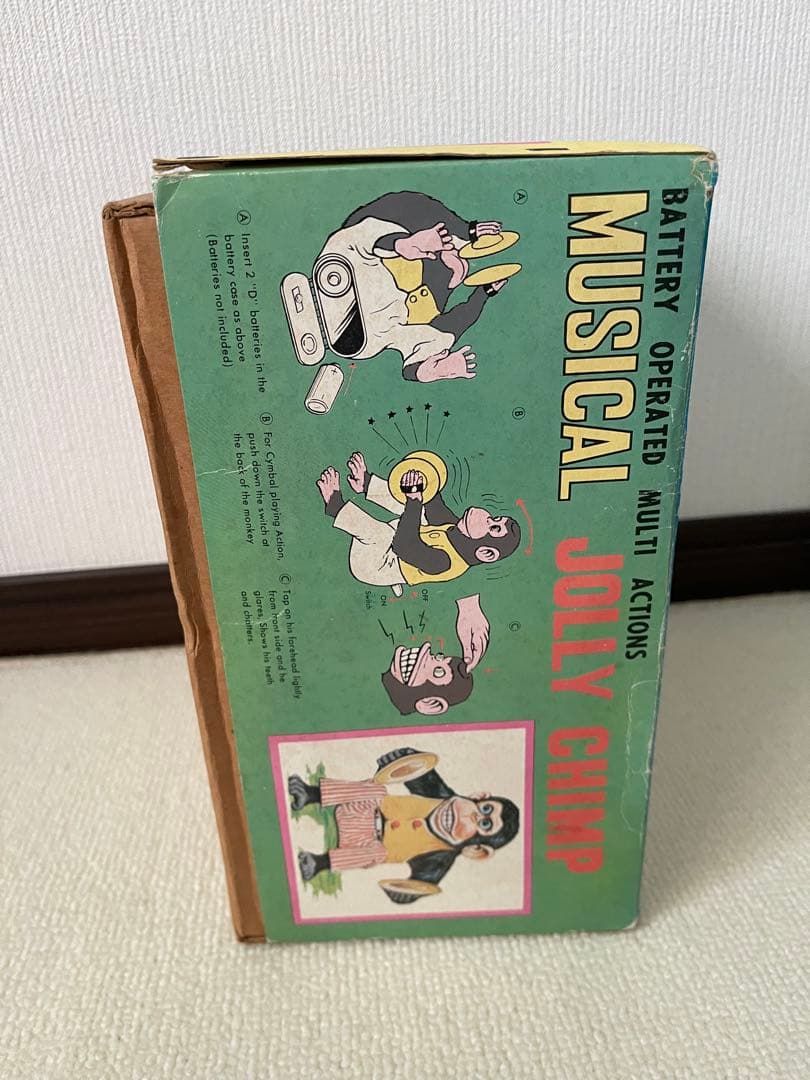 BATTERY OPERATED MULTI ACTIONS
MUSICAL JOLLY CHIMP
Ⓐ
Ⓑ
Ⓒ
OFF
ON
Switch
Ⓐ Insert 2 "D" batteries in the
battery case as above
(Batteries not included)
Ⓑ For Cymbal playing Action,
push down the switch at
the back of the monkey
Ⓒ Tap on his forehead lightly
from front side and he
glares, Shows his teeth
and chatters.